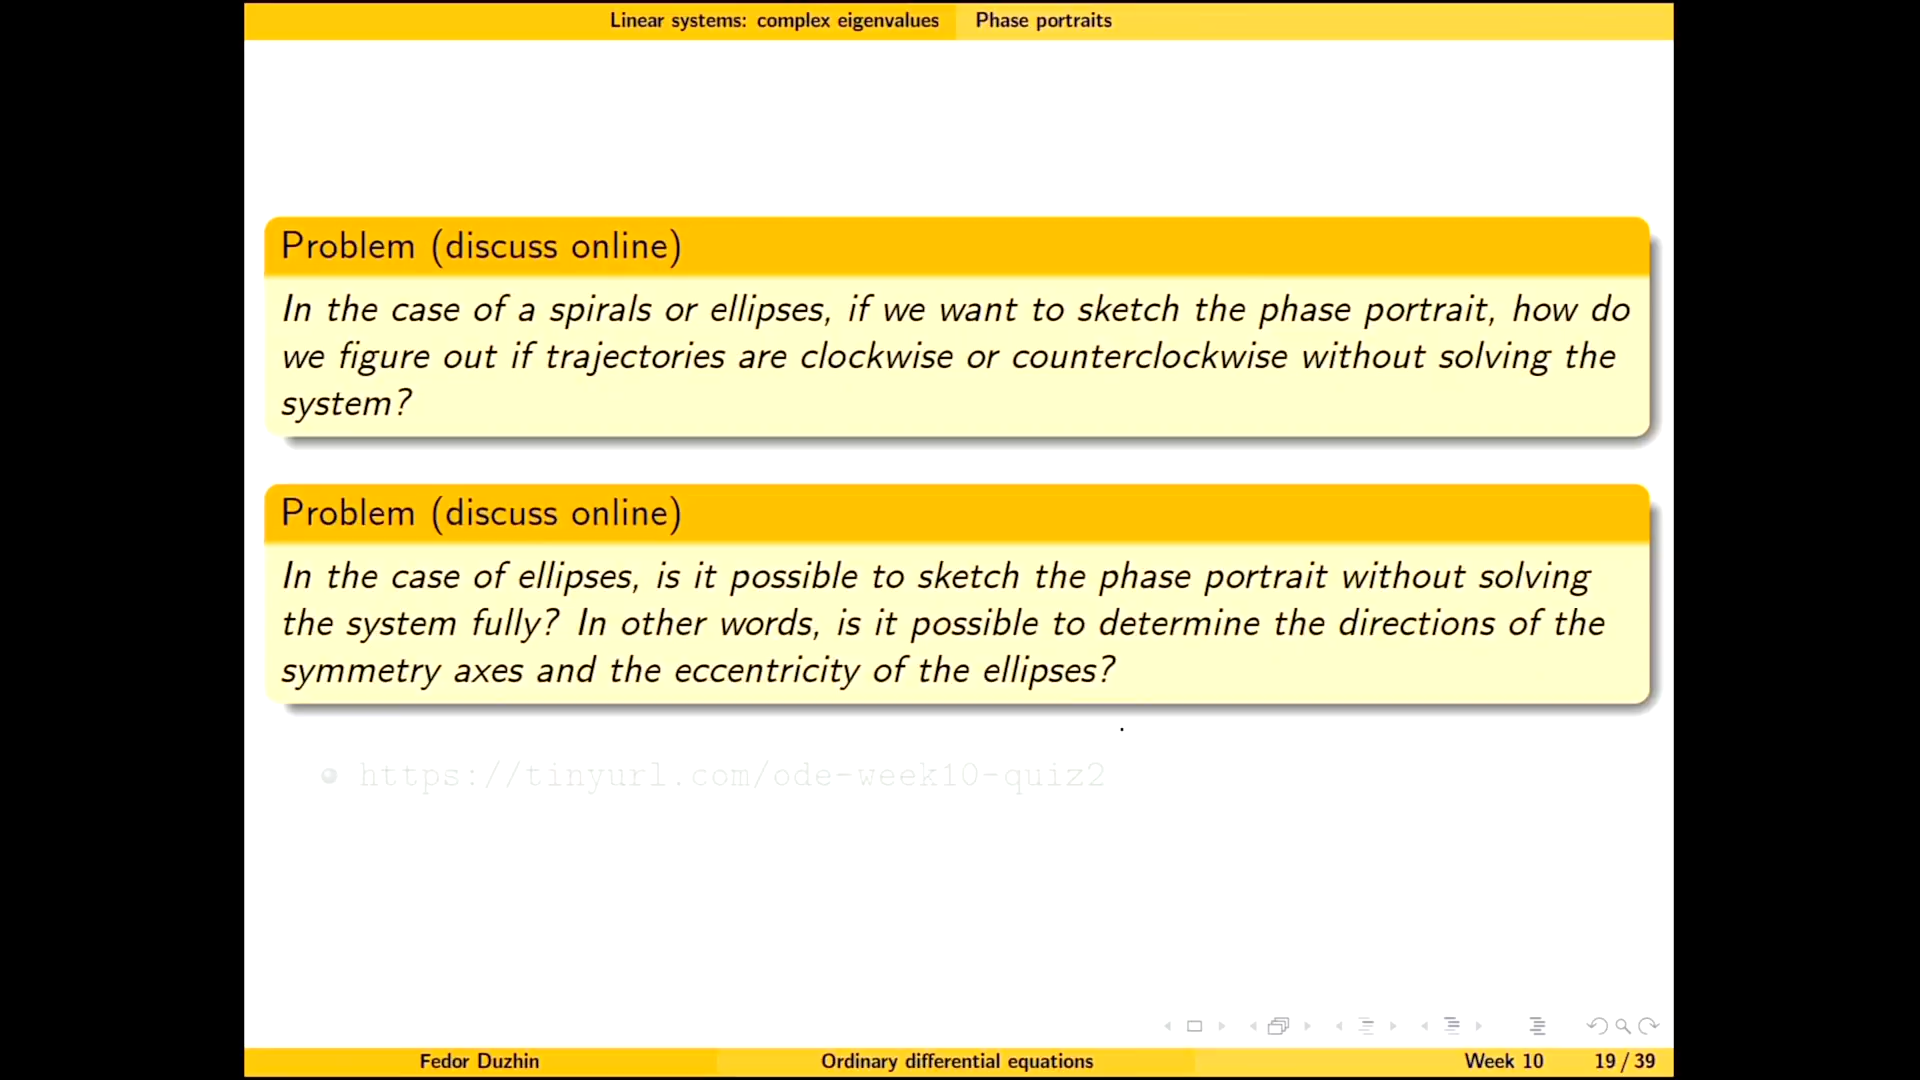 Linear systems: complex eigenvalues Phase portraits
Problem (discuss online)
In the case of a spirals or ellipses, if we want to sketch the phase portrait, how do
we figure out if trajectories are clockwise or counterclockwise without solving the
system?
Problem (discuss online)
In the case of ellipses, is it possible to sketch the phase portrait without solving
the system fully? In other words, is it possible to determine the directions of the
symmetry axes and the eccentricity of the ellipses?
https://tinyurl.com/ode-week10-quiz2
Fedor Duzhin Ordinary differential equations Week 10 19 / 39